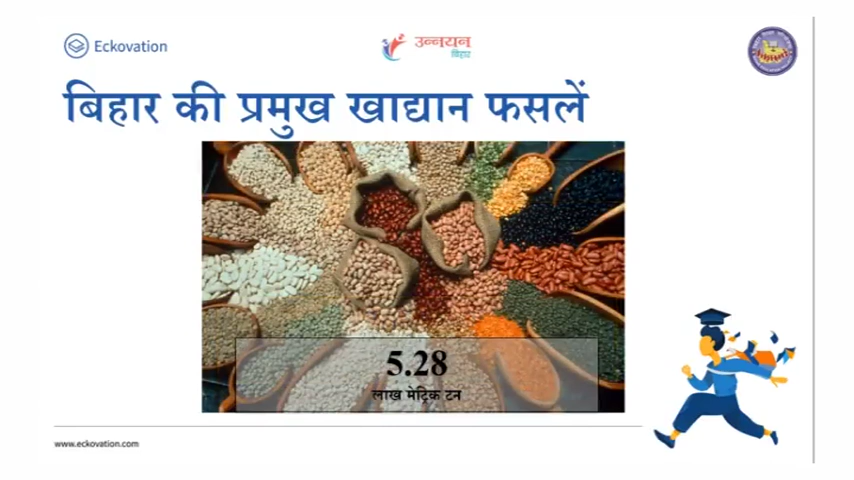 Eckovation
उन्नयन
बिहार
बिहार की प्रमुख खाद्यान फसलें
5.28
लाख मेट्रिक टन
www.eckovation.com